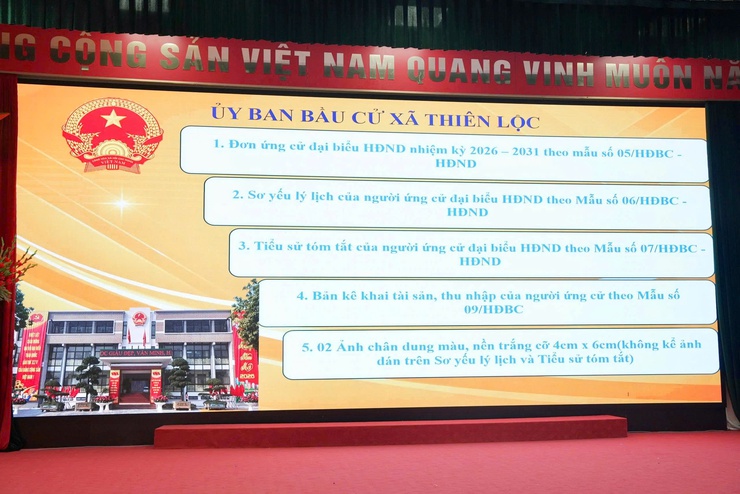 NG CỘNG SẢN VIỆT NAM QUANG VINH MUÔN NĂ
ỦY BAN BẦU CỬ XÃ THIÊN LỘC
1. Đơn ứng cử đại biểu HĐND nhiệm kỳ 2026 – 2031 theo mẫu số 05/HĐBC -
HĐND
2. Sơ yếu lý lịch của người ứng cử đại biểu HĐND theo Mẫu số 06/HĐBC -
HĐND
3. Tiểu sử tóm tắt của người ứng cử đại biểu HĐND theo Mẫu số 07/HĐBC -
HĐND
4. Bản kê khai tài sản, thu nhập của người ứng cử theo Mẫu số
09/HĐBC
5. 02 Ảnh chân dung màu, nền trắng cỡ 4cm x 6cm(không kể ảnh
dán trên Sơ yếu lý lịch và Tiểu sử tóm tắt)
VIỆT NAM